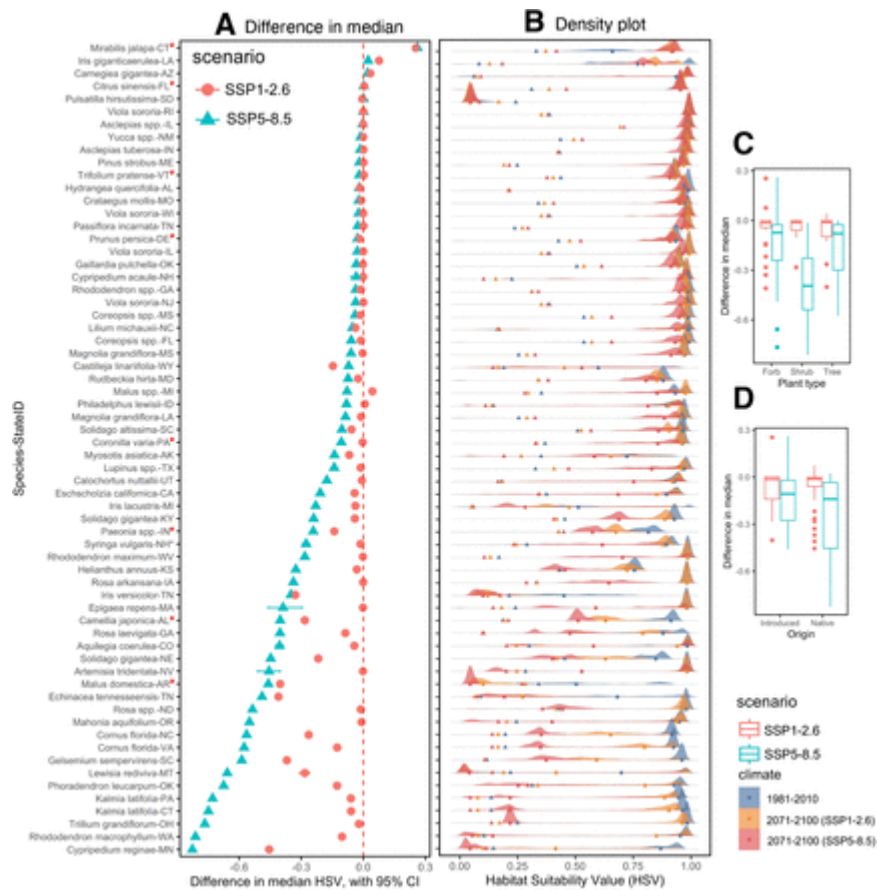 A Difference in median
B Density plot
scenario
SSP1-2.6
SSP5-8.5
Species-StateID
Mirabilis jalapa-CT*
Iris giganticaerulea-LA
Carnegiea gigantea-AZ
Citrus sinensis-FL*
Pulsatilla hirsutissima-SD
Viola sororia-RI
Asclepias spp.-IL
Yucca spp.-NM
Asclepias tuberosa-IN
Pinus strobus-ME
Trifolium pratense-VT*
Hydrangea quercifolia-AL
Crataegus mollis-MO
Viola sororia-WI
Passiflora incarnata-TN
Prunus persica-DE*
Viola sororia-IL
Gaillardia pulchella-OK
Cypripedium acaule-NH
Rhododendron spp.-GA
Viola sororia-NJ
Coreopsis spp.-MS
Lilium michauxii-NC
Coreopsis spp.-FL
Magnolia grandiflora-MS
Castilleja linariifolia-WY
Rudbeckia hirta-MD
Malus spp.-MI
Philadelphus lewisii-ID
Magnolia grandiflora-LA
Solidago altissima-SC
Coronilla varia-PA*
Myosotis asiatica-AK
Lupinus spp.-TX
Calochortus nuttallii-UT
Eschscholzia californica-CA
Iris lacustris-MI
Solidago gigantea-KY
Paeonia spp.-IN*
Syringa vulgaris-NH*
Rhododendron maximum-WV
Helianthus annuus-KS
Rosa arkansana-IA
Iris versicolor-TN
Epigaea repens-MA
Camellia japonica-AL*
Rosa laevigata-GA
Aquilegia coerulea-CO
Solidago gigantea-NE
Artemisia tridentata-NV
Malus domestica-AR*
Echinacea tennesseensis-TN
Rosa spp.-ND
Mahonia aquifolium-OR
Cornus florida-NC
Cornus florida-VA
Gelsemium sempervirens-SC
Lewisia rediviva-MT
Phoradendron leucarpum-OK
Kalmia latifolia-PA
Kalmia latifolia-CT
Trillium grandiflorum-OH
Rhododendron macrophyllum-WA
Cypripedium reginae-MN
-0.6 -0.3 0.0 0.3
Difference in median HSV, with 95% CI
0.00 0.25 0.50 0.75 1.00
Habitat Suitability Value (HSV)
C
Difference in median
0.3
0.0
-0.3
-0.6
Forb Shrub Tree
Plant type
D
Difference in median
0.3
0.0
-0.3
-0.6
Introduced Native
Origin
scenario
SSP1-2.6
SSP5-8.5
climate
1981-2010
2071-2100 (SSP1-2.6)
2071-2100 (SSP5-8.5)